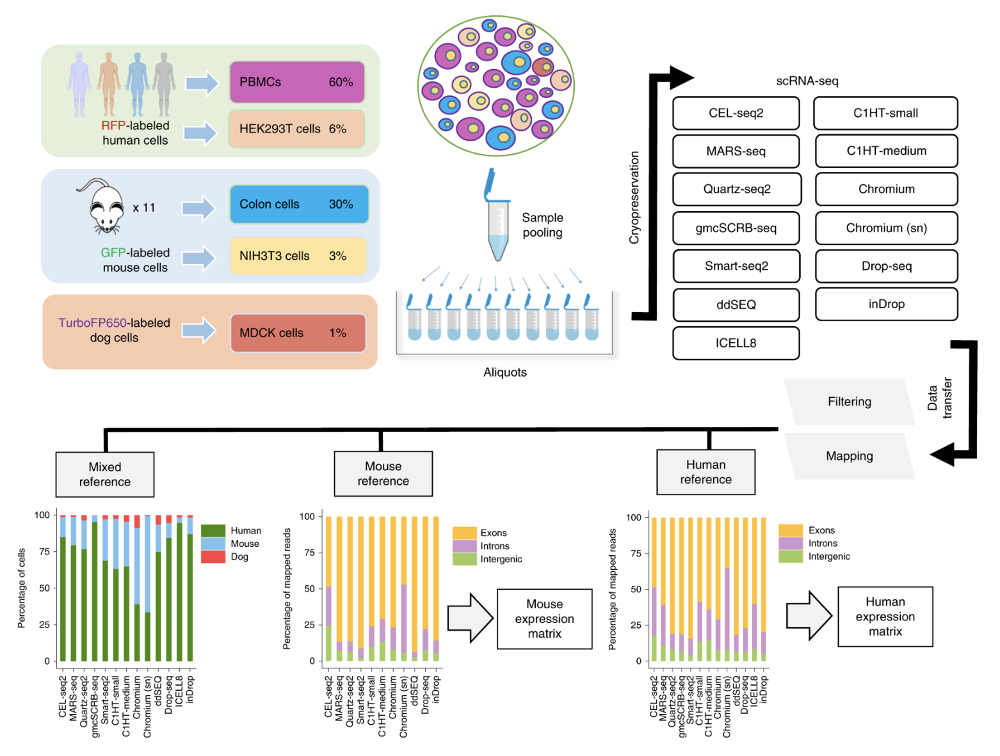 PBMCs 60%
RFP-labeled
human cells
HEK293T cells 6%
x 11
Colon cells 30%
GFP-labeled
mouse cells
NIH3T3 cells 3%
TurboFP650-labeled
dog cells
MDCK cells 1%
Sample
pooling
Aliquots
Cryopreservation
scRNA-seq
CEL-seq2
C1HT-small
MARS-seq
C1HT-medium
Quartz-seq2
Chromium
gmcSCRB-seq
Chromium (sn)
Smart-seq2
Drop-seq
ddSEQ
inDrop
ICELL8
Data
transfer
Filtering
Mapping
Mixed
reference
Mouse
reference
Human
reference
Percentage of cells
100
75
50
25
0
Human
Mouse
Dog
CEL-seq2
MARS-seq
Quartz-seq2
gmcSCRB-seq
Smart-seq2
C1HT-small
C1HT-medium
Chromium
Chromium (sn)
ddSEQ
Drop-seq
ICELL8
inDrop
Percentage of mapped reads
100
75
50
25
0
Exons
Introns
Intergenic
CEL-seq2
MARS-seq
Quartz-seq2
Smart-seq2
C1HT-small
C1HT-medium
Chromium
Chromium (sn)
ddSEQ
Drop-seq
inDrop
Mouse
expression
matrix
Percentage of mapped reads
100
75
50
25
0
Exons
Introns
Intergenic
CEL-seq2
MARS-seq
Quartz-seq2
gmcSCRB-seq
Smart-seq2
C1HT-small
C1HT-medium
Chromium
Chromium (sn)
ddSEQ
Drop-seq
ICELL8
inDrop
Human
expression
matrix